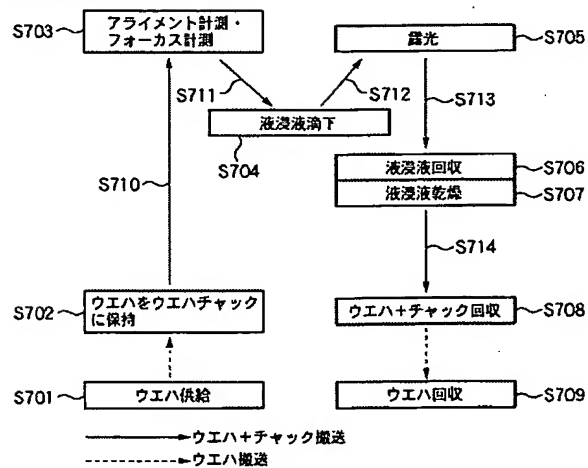 S703
アライメント計測・
フォーカス計測
露光
S705
S711
S712
S713
液浸液滴下
S704
S710
液浸液回収
S706
液浸液乾燥
S707
S714
S702
ウエハをウエハチャック
に保持
ウエハ＋チャック回収
S708
S701
ウエハ供給
ウエハ回収
S709
ウエハ＋チャック搬送
ウエハ搬送